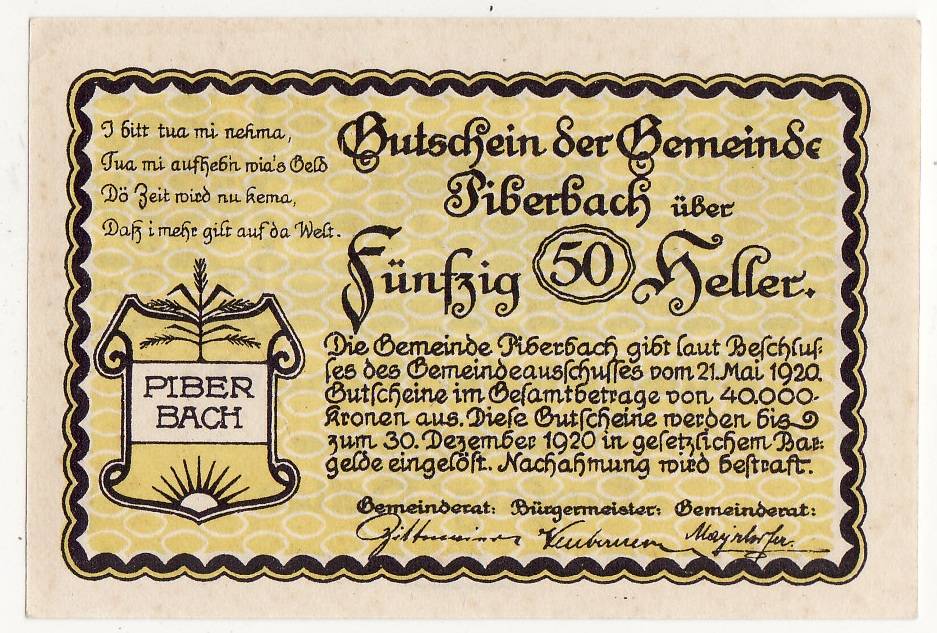 I bitt tua mi nehma,
Tua mi aufheb'n wia's Geld
Dö Zeit wird nu kema,
Daß i mehr gilt auf da Welt.
Gutschein der Gemeinde
Piberbach über
Fünfzig 50 Heller.
PIBER
BACH
Die Gemeinde Piberbach gibt laut Beschlus-
ses des Gemeindeausschusses vom 21. Mai 1920.
Gutscheine im Gesamtbetrage von 40.000-
Kronen aus. Diese Gutscheine werden bis
zum 30. Dezember 1920 in gesetzlichem Bar-
gelde eingelöst. Nachahmung wird bestraft.
Gemeinderat: Bürgermeister: Gemeinderat: